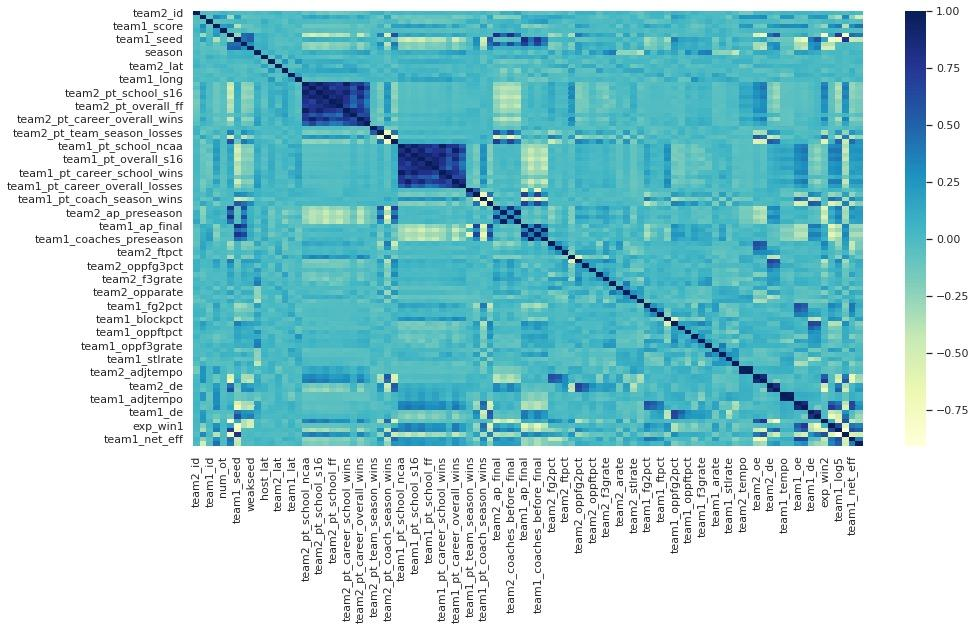 team2_id
team1_score
team1_seed
season
team2_lat
team1_long
team2_pt_school_s16
team2_pt_overall_ff
team2_pt_career_overall_wins
team2_pt_team_season_losses
team1_pt_school_ncaa
team1_pt_overall_s16
team1_pt_career_school_wins
team1_pt_career_overall_losses
team1_pt_coach_season_wins
team2_ap_preseason
team1_ap_final
team1_coaches_preseason
team2_ftpct
team2_oppfg3pct
team2_f3grate
team2_opparate
team1_fg2pct
team1_blockpct
team1_oppftpct
team1_oppf3grate
team1_stlrate
team2_adjtempo
team2_de
team1_adjtempo
team1_de
exp_win1
team1_net_eff
1.00
0.75
0.50
0.25
0.00
−0.25
−0.50
−0.75
team2_id
team1_id
num_ot
team1_seed
weakseed
host_lat
team2_lat
team1_lat
team2_pt_school_ncaa
team2_pt_school_s16
team2_pt_school_ff
team2_pt_career_school_wins
team2_pt_career_overall_wins
team2_pt_team_season_wins
team2_pt_coach_season_wins
team1_pt_school_ncaa
team1_pt_school_s16
team1_pt_school_ff
team1_pt_career_school_wins
team1_pt_career_overall_wins
team1_pt_team_season_wins
team1_pt_coach_season_wins
team2_ap_final
team2_coaches_before_final
team1_ap_final
team1_coaches_before_final
team2_fg2pct
team2_ftpct
team2_oppfg2pct
team2_oppftpct
team2_f3grate
team2_arate
team2_stlrate
team1_fg2pct
team1_ftpct
team1_oppfg2pct
team1_oppftpct
team1_f3grate
team1_arate
team1_stlrate
team2_tempo
team2_oe
team2_de
team1_tempo
team1_oe
team1_de
exp_win2
team1_log5
team1_net_eff